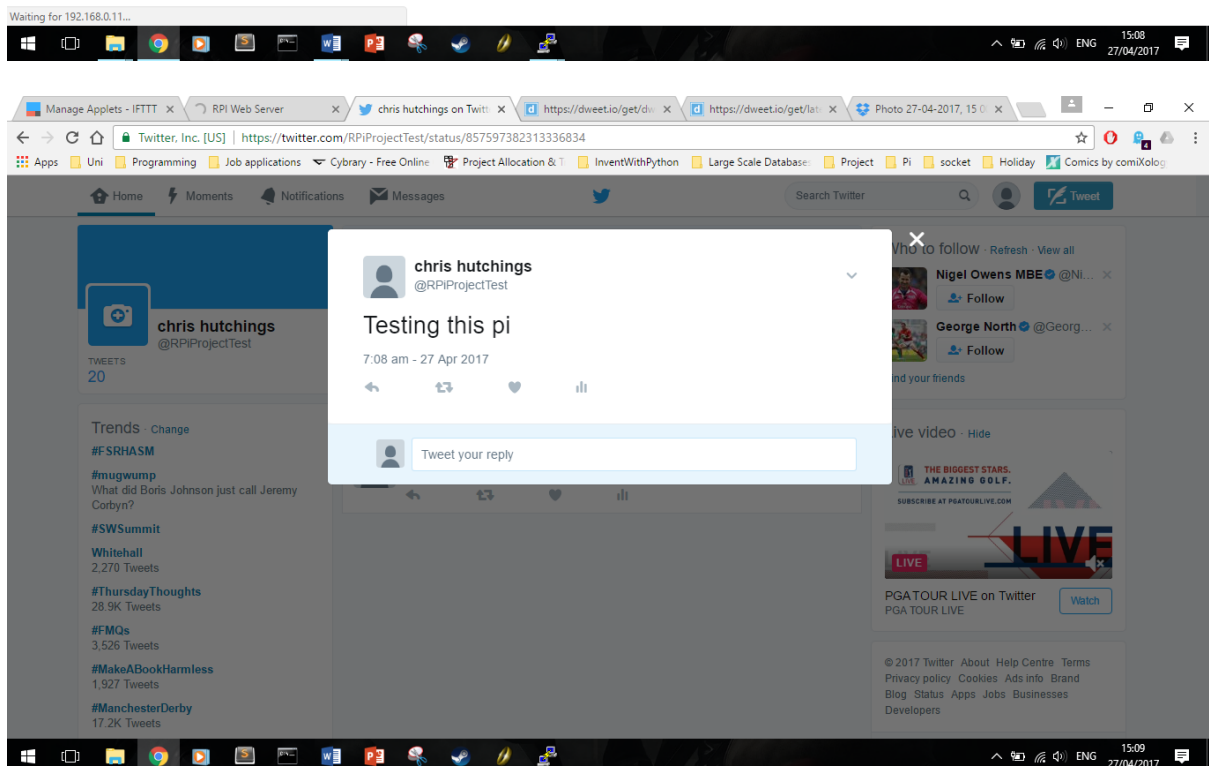 Waiting for 192.168.0.11...
ENG
15:08
27/04/2017
Manage Applets - IFTTT
RPI Web Server
chris hutchings on Twitt
https://dweet.io/get/dw
https://dweet.io/get/lat
Photo 27-04-2017, 15 0
Twitter, Inc. [US] | https://twitter.com/RPiProjectTest/status/857597382313336834
Apps Uni Programming Job applications Cybrary - Free Online Project Allocation & T InventWithPython Large Scale Database Project Pi socket Holiday Comics by comiXolog
4
Home Moments Notifications Messages Search Twitter Tweet
chris hutchings
@RPiProjectTest
TWEETS
20
Trends · Change
#FSRHASM
#mugwump
What did Boris Johnson just call Jeremy
Corbyn?
#SWSummit
Whitehall
2,270 Tweets
#ThursdayThoughts
28.9K Tweets
#FMQs
3,526 Tweets
#MakeABookHarmless
1,927 Tweets
#ManchesterDerby
17.2K Tweets
chris hutchings
@RPiProjectTest
Testing this pi
7:08 am - 27 Apr 2017
Tweet your reply
Who to follow · Refresh · View all
Nigel Owens MBE @Ni...
Follow
George North @Georg...
Follow
ind your friends
ive video · Hide
THE BIGGEST STARS.
AMAZING GOLF.
SUBSCRIBE AT PGATOURLIVE.COM
LIVE
LIVE
PGA TOUR LIVE on Twitter
PGA TOUR LIVE
Watch
© 2017 Twitter About Help Centre Terms
Privacy policy Cookies Ads info Brand
Blog Status Apps Jobs Businesses
Developers
ENG
15:09
27/04/2017